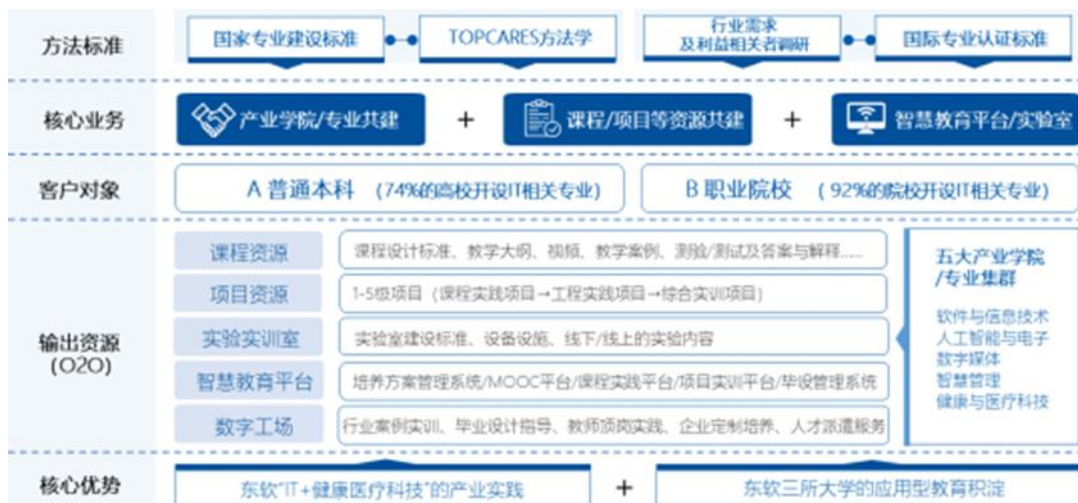 方法标准
国家专业建设标准
TOPCARES方法学
行业需求
及利益相关者调研
国际专业认证标准
核心业务
产业学院/专业共建
+
课程/项目等资源共建
+
智慧教育平台/实验室
客户对象
A 普通本科 (74%的高校开设IT相关专业)
B 职业院校 (92%的院校开设IT相关专业)
输出资源
(O2O)
课程资源
课程设计标准、教学大纲、视频、教学案例、测验/测试及答案与解释......
项目资源
1-5级项目(课程实践项目→工程实践项目→综合实训项目)
实验实训室
实验室建设标准、设备设施、线下/线上的实验内容
智慧教育平台
培养方案管理系统/MOOC平台/课程实践平台/项目实训平台/毕设管理系统
数字工场
行业案例实训、毕业设计指导、教师顶岗实践、企业定制培养、人才派遣服务
五大产业学院
/专业集群
软件与信息技术
人工智能与电子
数字媒体
智慧管理
健康与医疗科技
核心优势
东软"IT+健康医疗科技"的产业实践
+
东软三所大学的应用型教育积淀